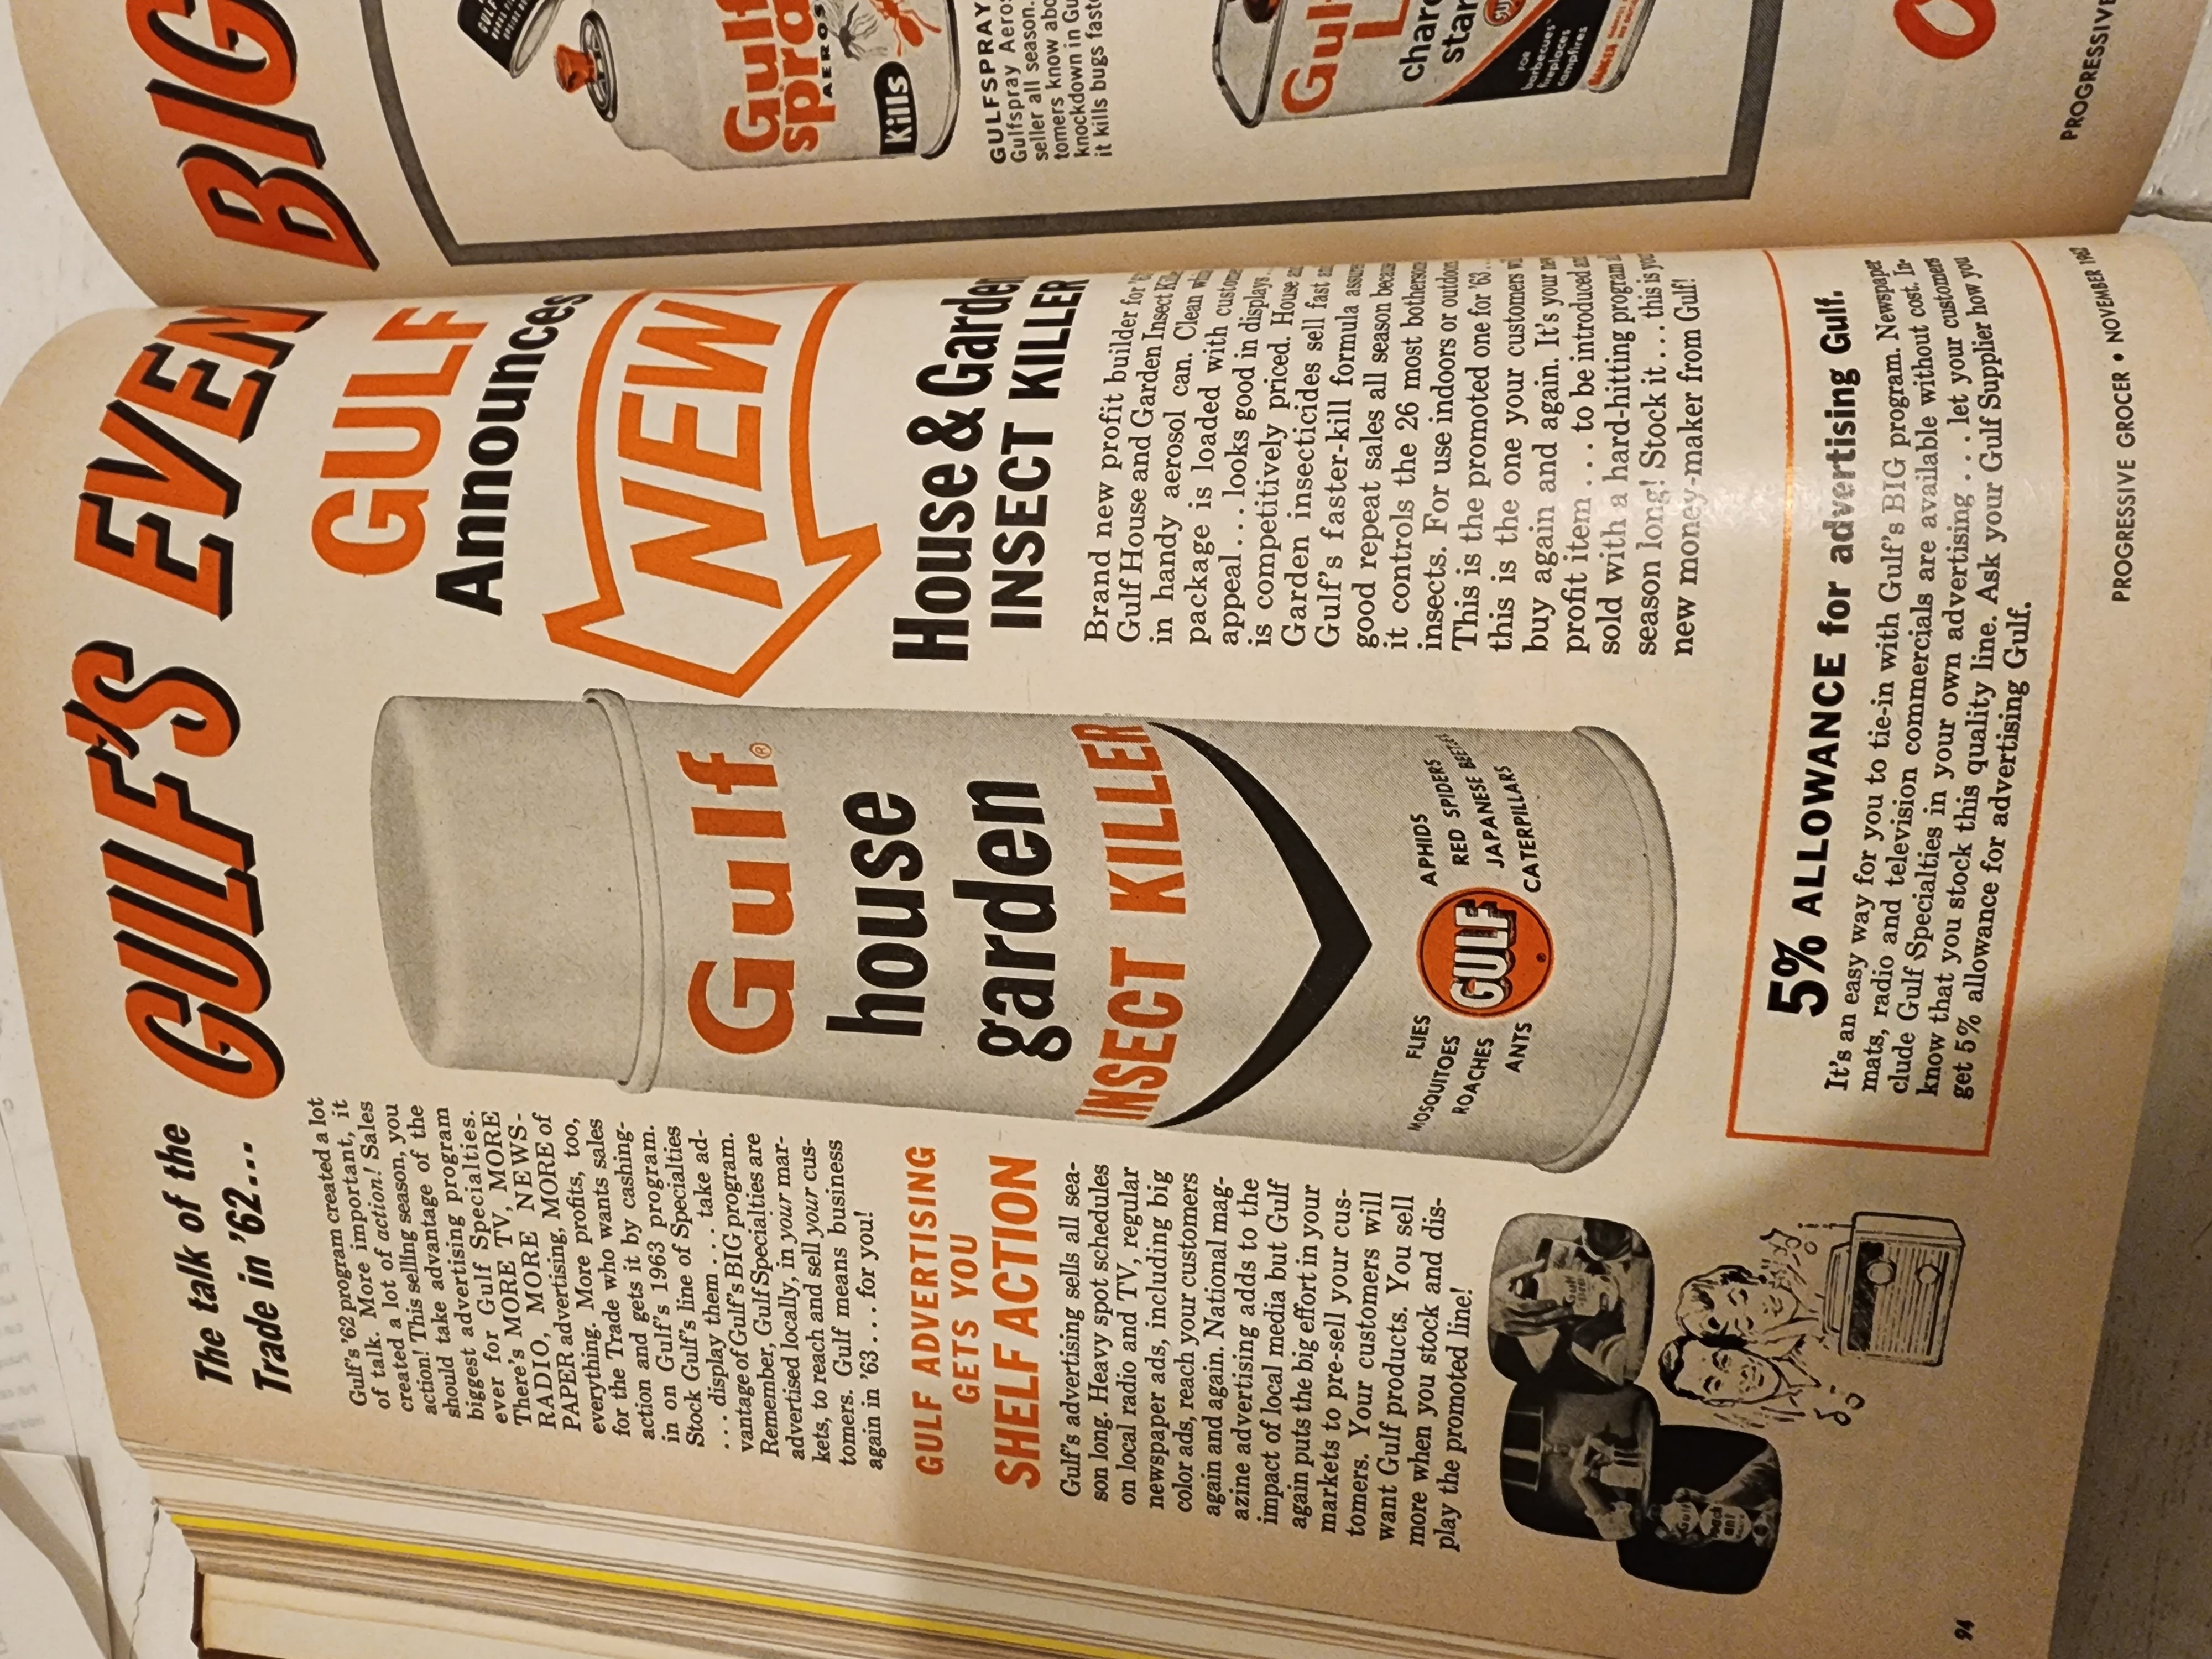 The talk of the
Trade in '62...
GULF'S EVEN
Gulf's '62 program created a lot
of talk. More important, it
created a lot of action! Sales
action! This selling season, you
should take advantage of the
biggest advertising program
ever for Gulf Specialties.
There's MORE TV, MORE
RADIO, MORE NEWS-
PAPER advertising, MORE of
everything. More profits, too,
for the Trade who wants sales
action and gets it by cashing-
in on Gulf's 1963 program.
Stock Gulf's line of Specialties
... display them ... take ad-
vantage of Gulf's BIG program.
Remember, Gulf Specialties are
advertised locally, in your mar-
kets, to reach and sell your cus-
tomers. Gulf means business
again in '63 ... for you!
GULF ADVERTISING
GETS YOU
SHELF ACTION
Gulf's advertising sells all sea-
son long. Heavy spot schedules
on local radio and TV, regular
newspaper ads, including big
color ads, reach your customers
again and again. National mag-
azine advertising adds to the
impact of local media but Gulf
again puts the big effort in your
markets to pre-sell your cus-
tomers. Your customers will
want Gulf products. You sell
more when you stock and dis-
play the promoted line!
Gulf®
house
garden
INSECT KILLER
FLIES
MOSQUITOES
ROACHES
ANTS
GULF
®
APHIDS
RED SPIDERS
JAPANESE BEETLES
CATERPILLARS
GULF
Announces
NEW
House & Garden
INSECT KILLER
Brand new profit builder for '63
Gulf House and Garden Insect Killer
in handy aerosol can. Clean white
package is loaded with customer
appeal ... looks good in displays ...
is competitively priced. House and
Garden insecticides sell fast and
Gulf's faster-kill formula assures
good repeat sales all season because
it controls the 26 most bothersome
insects. For use indoors or outdoors
This is the promoted one for '63 ...
this is the one your customers will
buy again and again. It's your new
profit item ... to be introduced and
sold with a hard-hitting program all
season long! Stock it ... this is your
new money-maker from Gulf!
5% ALLOWANCE for advertising Gulf.
It's an easy way for you to tie-in with Gulf's BIG program. Newspaper
mats, radio and television commercials are available without cost. In-
clude Gulf Specialties in your own advertising ... let your customers
know that you stock this quality line. Ask your Gulf Supplier how you
get 5% allowance for advertising Gulf.
94
PROGRESSIVE GROCER • NOVEMBER 1962
BIG
GULF
Gulf
spra
AEROS
Kills
GULFSPRAY
Gulfspray Aeros
seller all season.
tomers know abo
knockdown in Gu
it kills bugs faste
Gul
L
charc
star
FOR
barbecues
fireplaces
campfires
DANGER
PROGRESSIVE